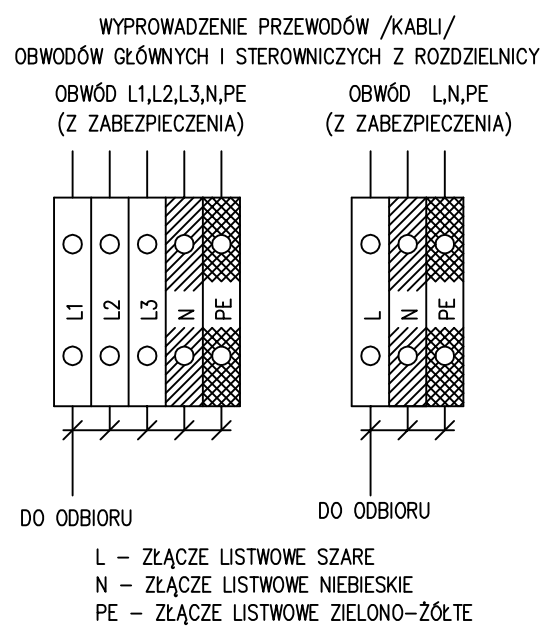 WYPROWADZENIE PRZEWODÓW /KABLI/
OBWODÓW GŁÓWNYCH I STEROWNICZYCH Z ROZDZIELNICY
OBWÓD L1,L2,L3,N,PE
(Z ZABEZPIECZENIA)
OBWÓD L,N,PE
(Z ZABEZPIECZENIA)
L1
L2
L3
N
PE
L
N
PE
DO ODBIORU
DO ODBIORU
L – ZŁĄCZE LISTWOWE SZARE
N – ZŁĄCZE LISTWOWE NIEBIESKIE
PE – ZŁĄCZE LISTWOWE ZIELONO–ŻÓŁTE